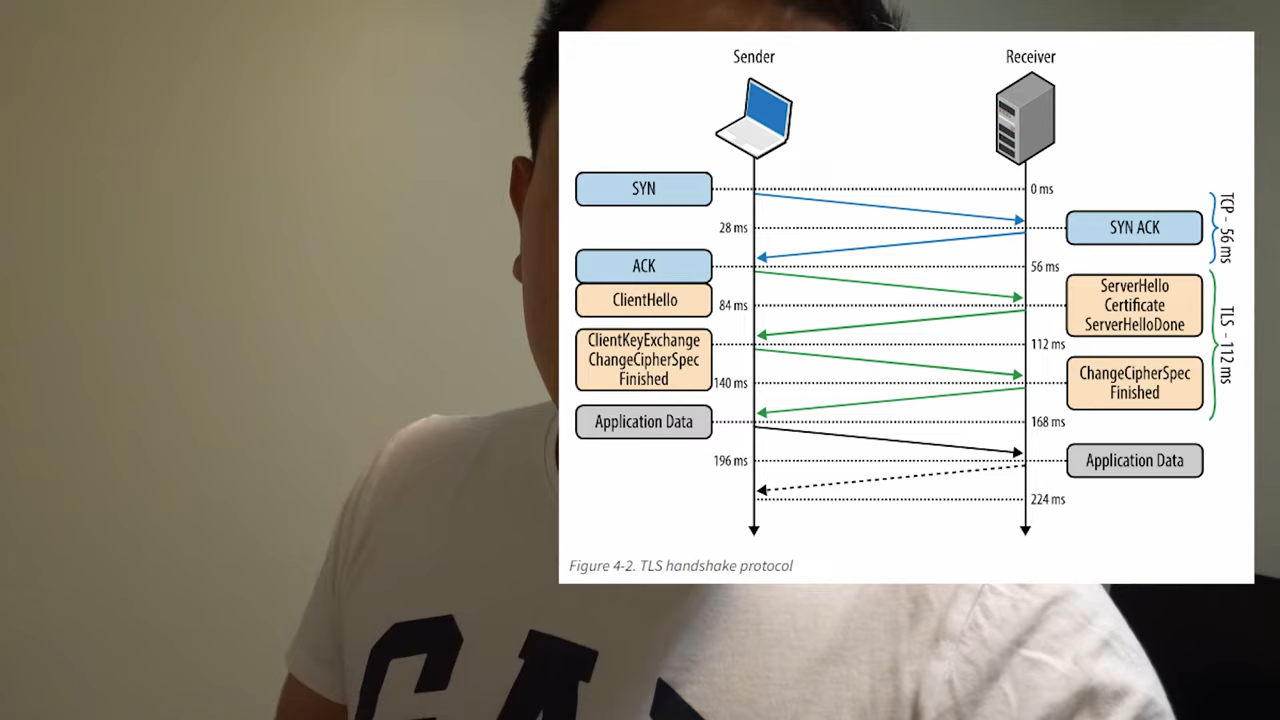 Sender
Receiver
SYN
0 ms
28 ms
SYN ACK
TCP - 56 ms
ACK
56 ms
ClientHello
84 ms
ServerHello
Certificate
ServerHelloDone
TLS - 112 ms
ClientKeyExchange
ChangeCipherSpec
Finished
112 ms
140 ms
ChangeCipherSpec
Finished
Application Data
168 ms
196 ms
Application Data
224 ms
Figure 4-2. TLS handshake protocol